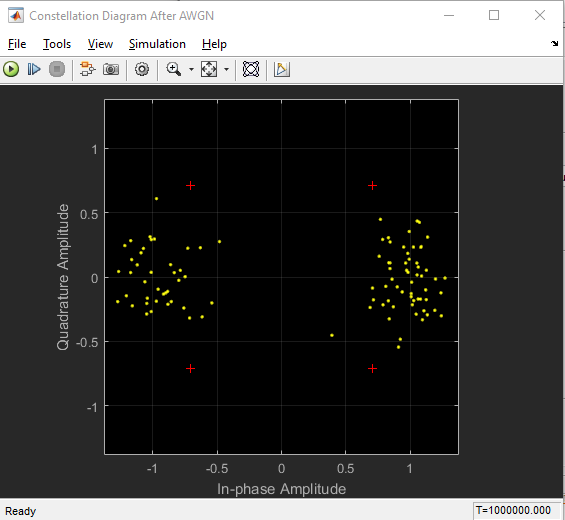 Constellation Diagram After AWGN
File Tools View Simulation Help
Quadrature Amplitude
1
0.5
0
-0.5
-1
-1 -0.5 0 0.5 1
In-phase Amplitude
Ready T=1000000.000